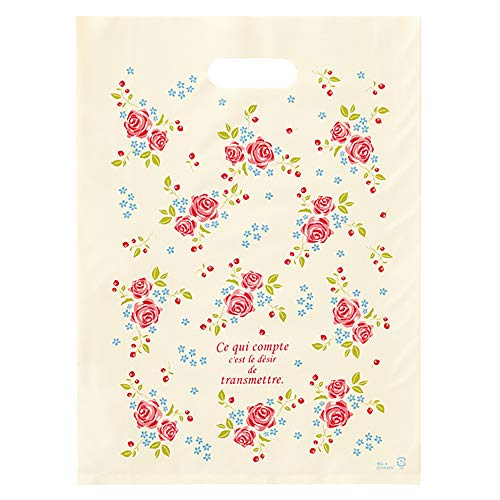 Ce qui compte
c'est le désir
de
transmettre.